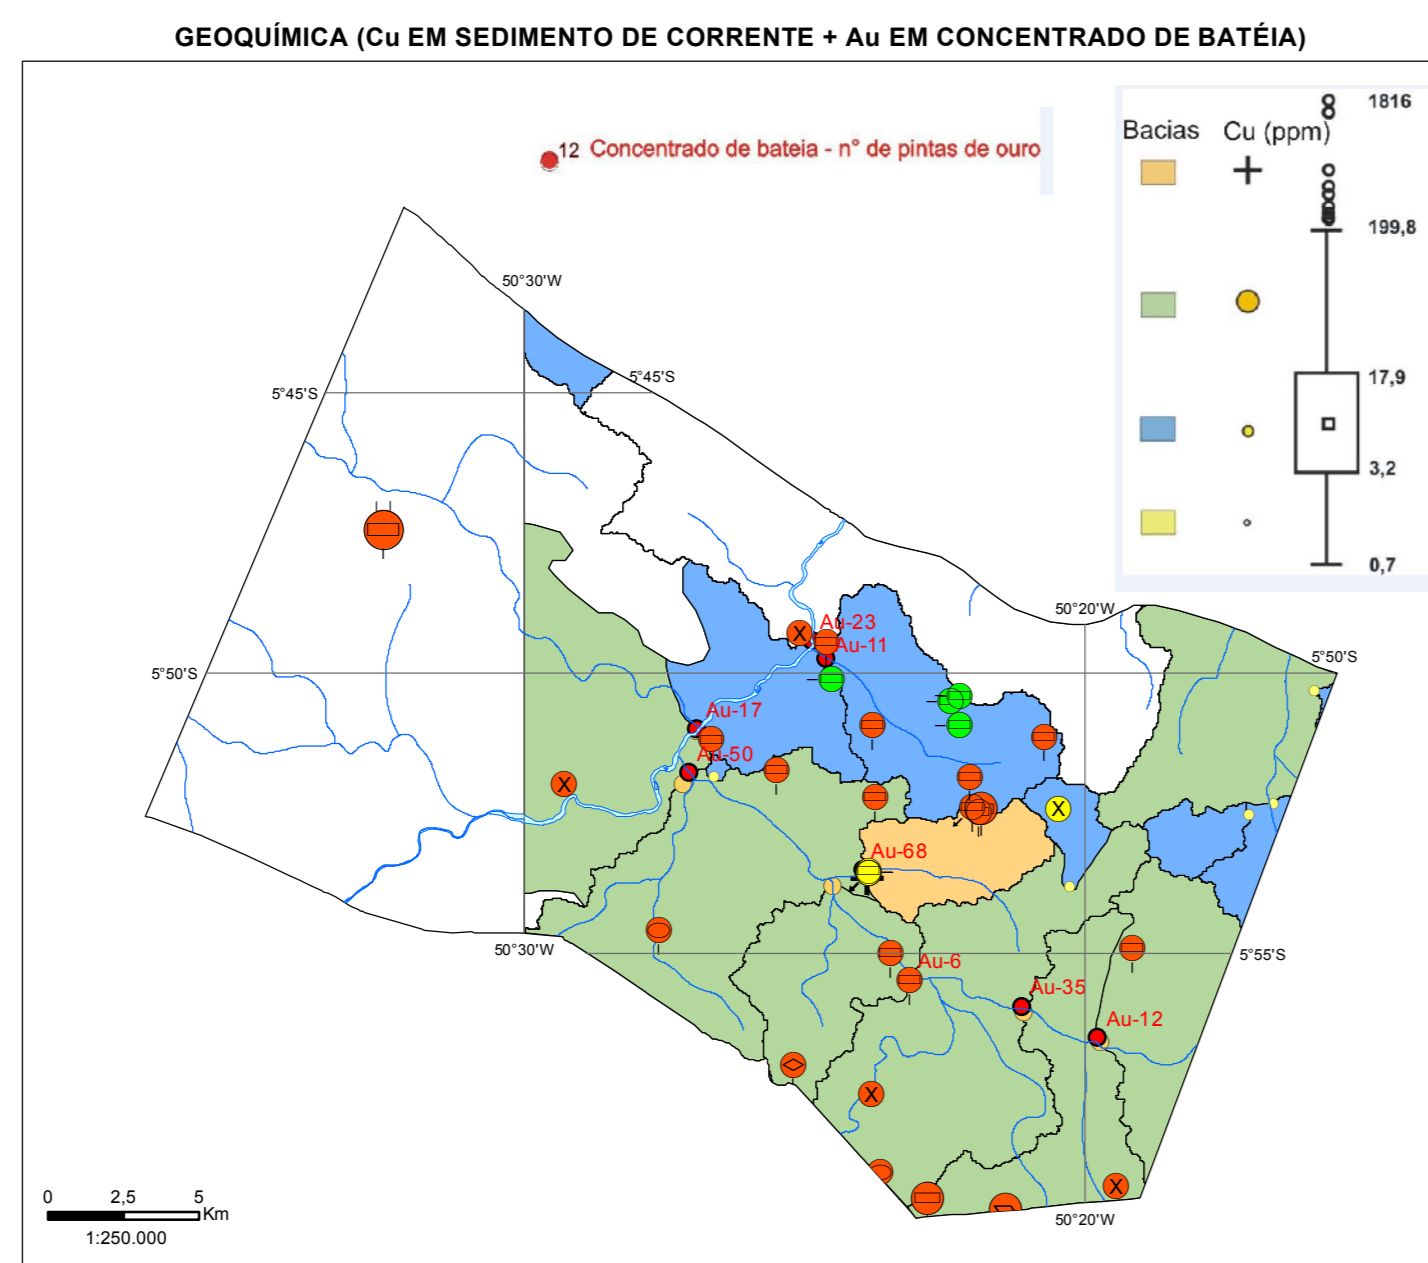 GEOQUÍMICA (Cu EM SEDIMENTO DE CORRENTE + Au EM CONCENTRADO DE BATÉIA)
12 Concentrado de bateia - n° de pintas de ouro
Bacias Cu (ppm)
1816
199,8
17,9
3,2
0,7
50°30'W
5°45'S
5°45'S
50°20'W
5°50'S
5°50'S
X
Au-23
Au-11
Au-17
Au-50
X
X
Au-68
50°30'W
5°55'S
Au-6
Au-35
Au-12
X
X
50°20'W
0 2,5 5
Km
1:250.000